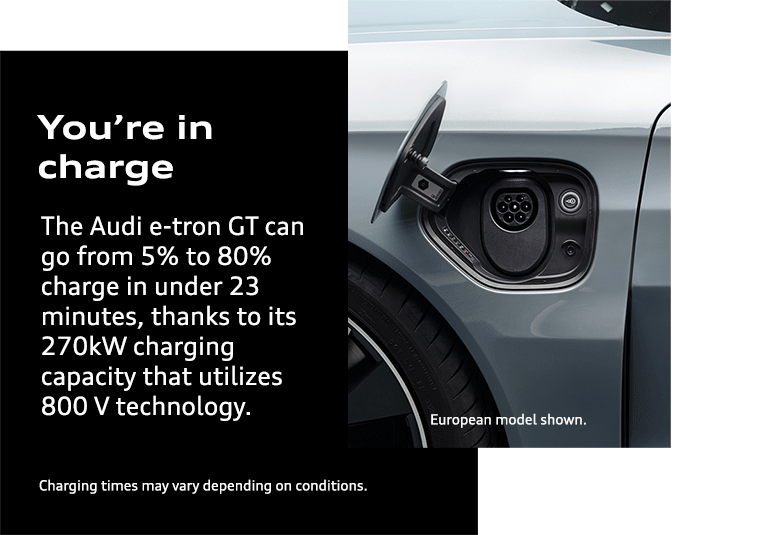 You’re in
charge
The Audi e-tron GT can
go from 5% to 80%
charge in under 23
minutes, thanks to its
270kW charging
capacity that utilizes
800 V technology.
European model shown.
Charging times may vary depending on conditions.